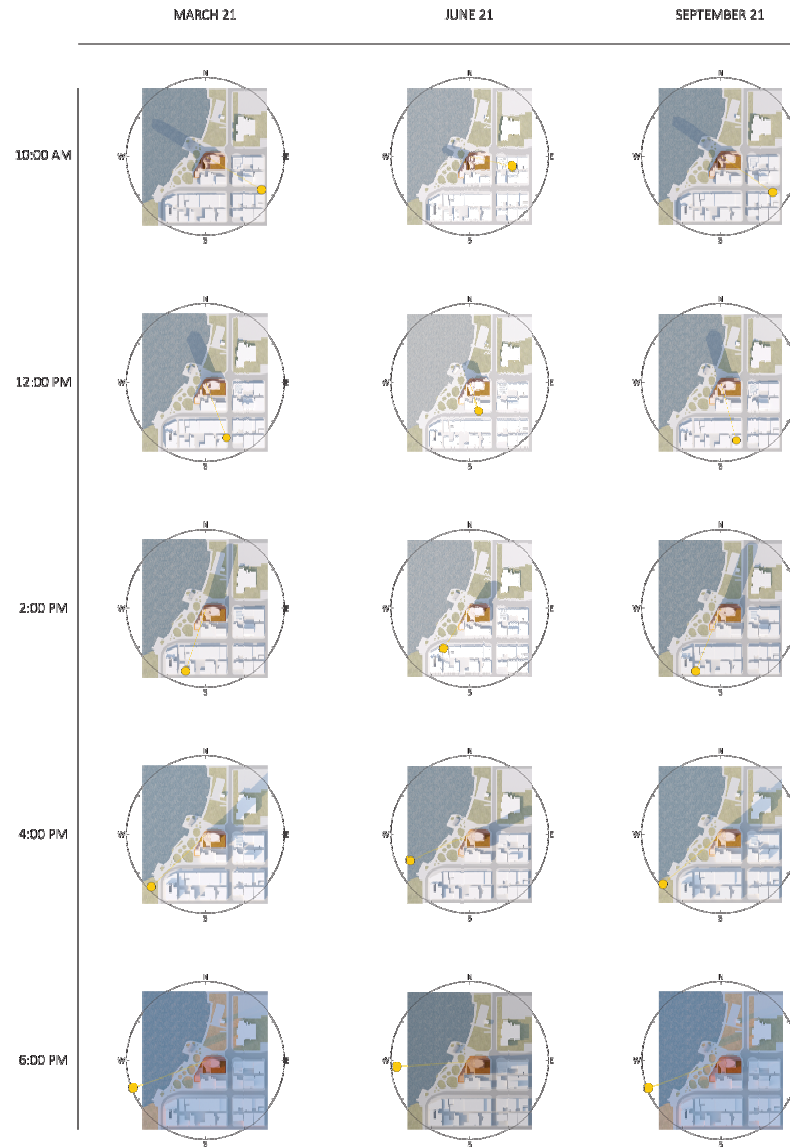 MARCH 21 JUNE 21 SEPTEMBER 21
N N N
10:00 AM W E W E W E
S S S
N N N
12:00 PM W E W E W E
S S S
N N N
2:00 PM W E W E W E
S S S
N N N
4:00 PM W E W E W E
S S S
N N N
6:00 PM W E W E W E
S S S